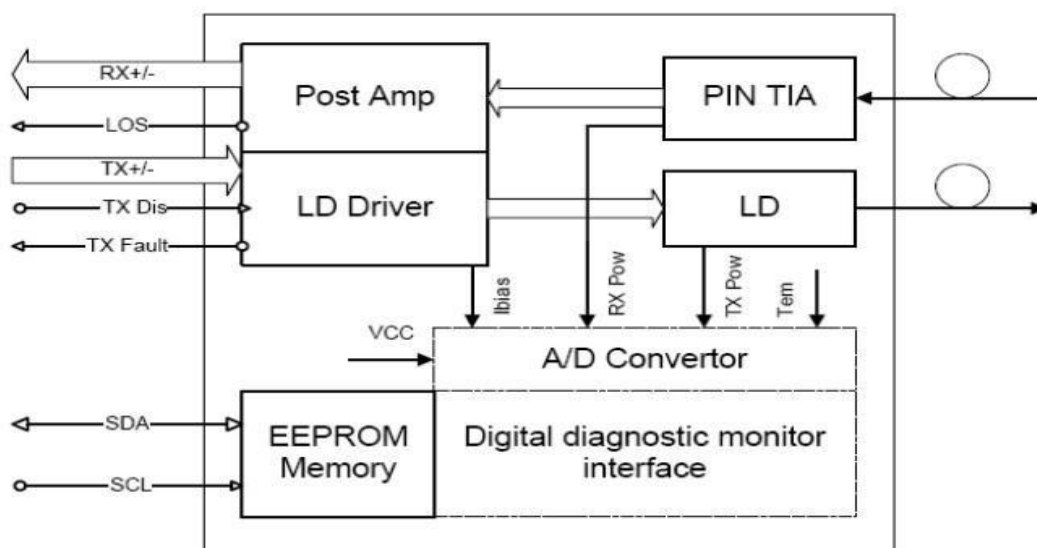 RX+/-
LOS
TX+/-
TX Dis
TX Fault
Post Amp
PIN TIA
LD Driver
LD
Ibias
RX Pow
TX Pow
Tem
VCC
A/D Convertor
SDA
SCL
EEPROM
Memory
Digital diagnostic monitor
interface